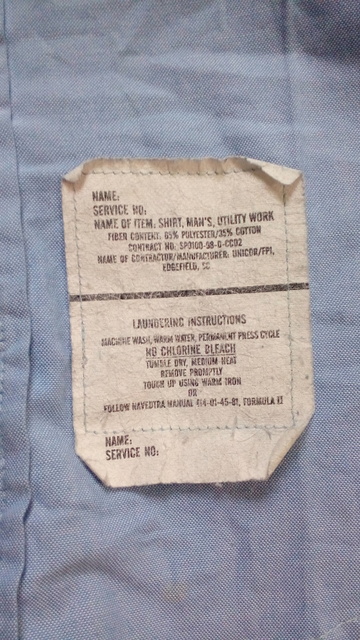 NAME:
SERVICE NO:
NAME OF ITEM: SHIRT, MAN'S, UTILITY WORK
FIBER CONTENT: 65% POLYESTER/35% COTTON
CONTRACT NO: SP0100-98-D-CC02
NAME OF CONTRACTOR/MANUFACTURER: UNICOR/FPI,
EDGEFIELD, SC
LAUNDERING INSTRUCTIONS
MACHINE WASH, WARM WATER, PERMANENT PRESS CYCLE
NO CHLORINE BLEACH
TUMBLE DRY, MEDIUM HEAT
REMOVE PROMPTLY
TOUCH UP USING WARM IRON
OR
FOLLOW NAVEDTRA MANUAL 414-01-45-81, FORMULA II
NAME:
SERVICE NO: